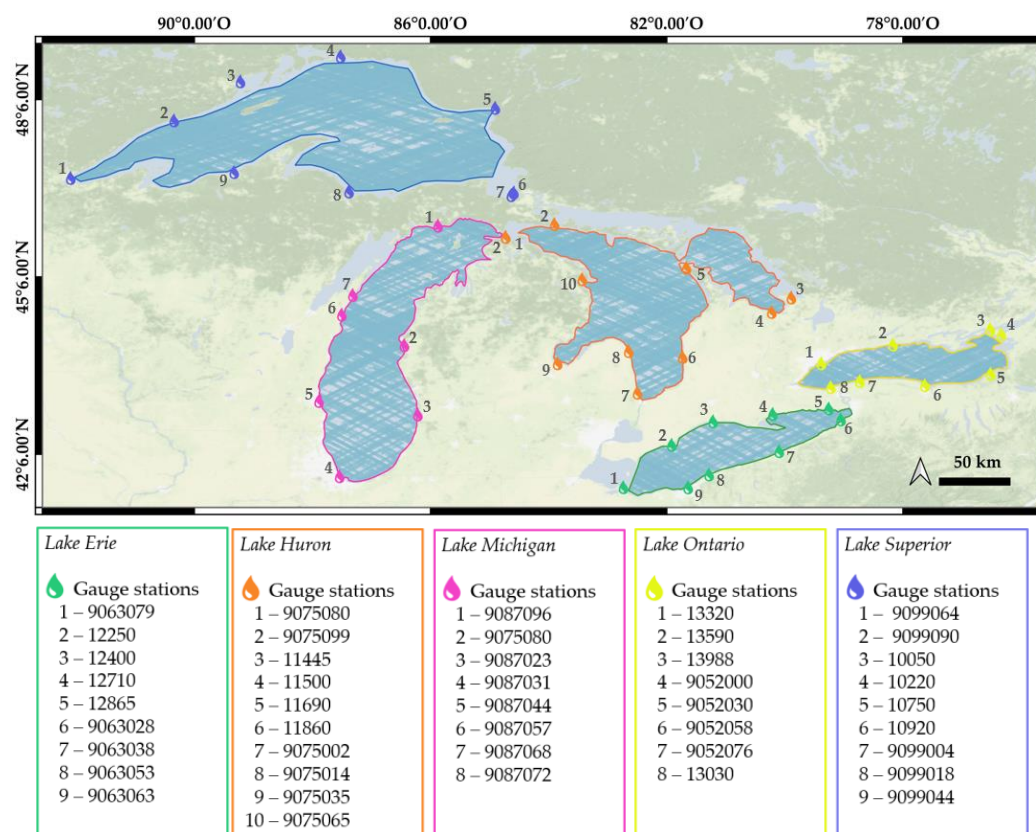 90°0.00′O 86°0.00′O 82°0.00′O 78°0.00′O
48°6.00′N
45°6.00′N
42°6.00′N
4
3
5
2
1
9
8
7 6
1
2
7
6
2
5
3
4
2
1
10
5
3
4
8
6
9
7
3
4
2
1
8 7
6
5
4
5
3
6
2
7
1
8
9
50 km
Lake Erie
Gauge stations
1 – 9063079
2 – 12250
3 – 12400
4 – 12710
5 – 12865
6 – 9063028
7 – 9063038
8 – 9063053
9 – 9063063
Lake Huron
Gauge stations
1 – 9075080
2 – 9075099
3 – 11445
4 – 11500
5 – 11690
6 – 11860
7 – 9075002
8 – 9075014
9 – 9075035
10 – 9075065
Lake Michigan
Gauge stations
1 – 9087096
2 – 9075080
3 – 9087023
4 – 9087031
5 – 9087044
6 – 9087057
7 – 9087068
8 – 9087072
Lake Ontario
Gauge stations
1 – 13320
2 – 13590
3 – 13988
4 – 9052000
5 – 9052030
6 – 9052058
7 – 9052076
8 – 13030
Lake Superior
Gauge stations
1 – 9099064
2 – 9099090
3 – 10050
4 – 10220
5 – 10750
6 – 10920
7 – 9099004
8 – 9099018
9 – 9099044